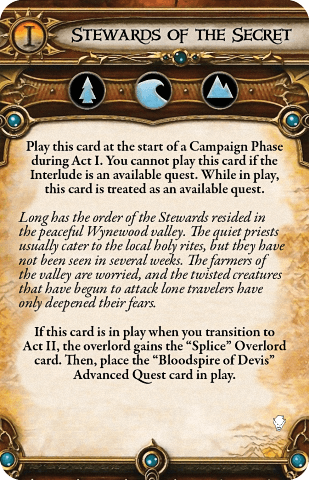 I
Stewards of the Secret
Play this card at the start of a Campaign Phase
during Act I. You cannot play this card if the
Interlude is an available quest. While in play,
this card is treated as an available quest.
Long has the order of the Stewards resided in
the peaceful Wynewood valley. The quiet priests
usually cater to the local holy rites, but they have
not been seen in several weeks. The farmers of
the valley are worried, and the twisted creatures
that have begun to attack lone travelers have
only deepened their fears.
If this card is in play when you transition to
Act II, the overlord gains the “Splice” Overlord
card. Then, place the “Bloodspire of Devis”
Advanced Quest card in play.